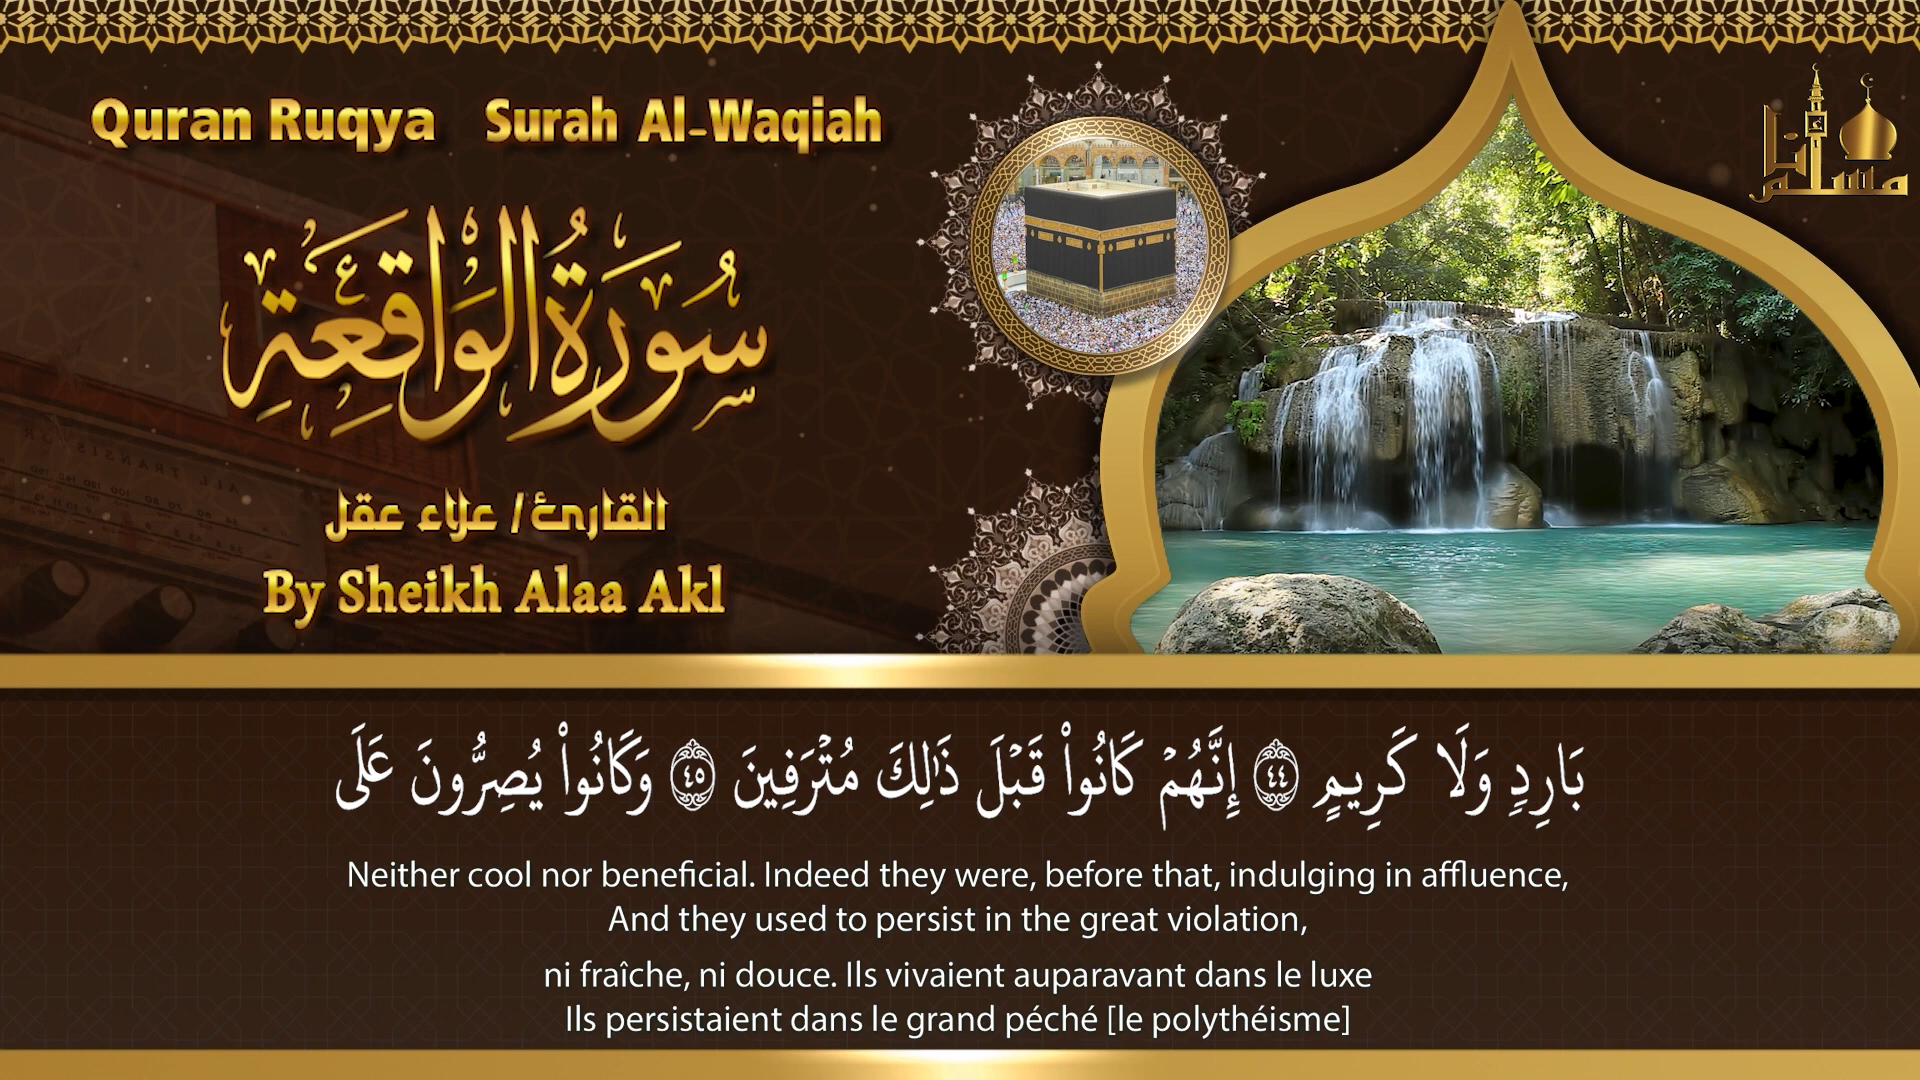 Quran Ruqya Surah Al-Waqiah
سُورَةُ الْوَاقِعَةِ
القارئ / علاء عقل
By Sheikh Alaa Akl
أنا مسلم
بَارِدٖ وَلَا كَرِيمٍ ٤٤ إِنَّهُمۡ كَانُواْ قَبۡلَ ذَٰلِكَ مُتۡرَفِينَ ٤٥ وَكَانُواْ يُصِرُّونَ عَلَى
Neither cool nor beneficial. Indeed they were, before that, indulging in affluence,
And they used to persist in the great violation,
ni fraîche, ni douce. Ils vivaient auparavant dans le luxe
Ils persistaient dans le grand péché [le polythéisme]